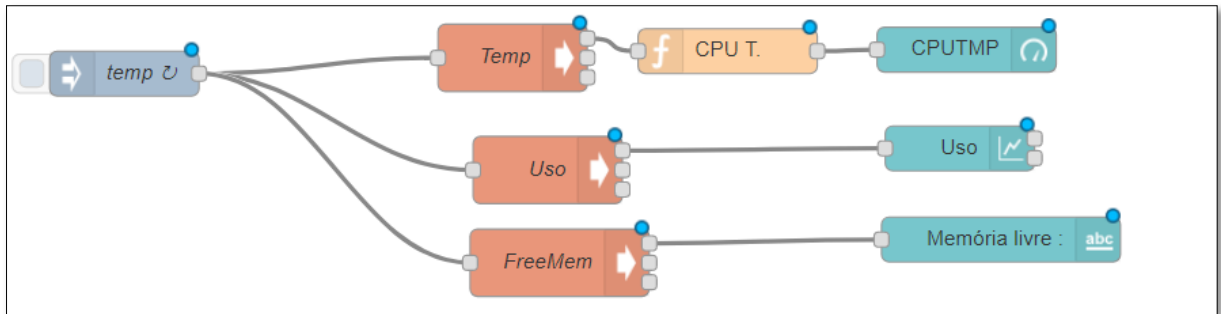 temp ↻
Temp
CPU T.
CPUTMP
Uso
Uso
FreeMem
Memória livre :
abc